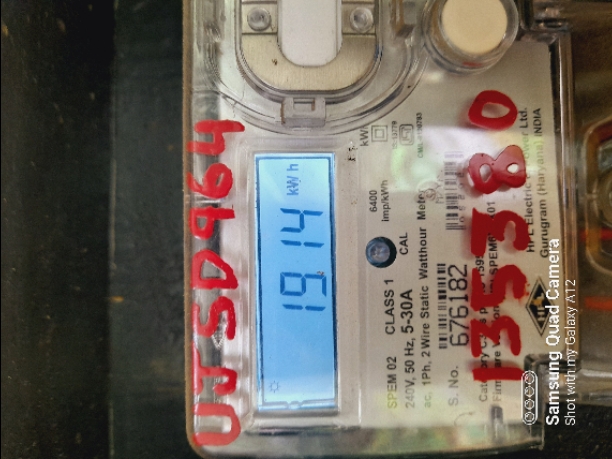 UTSD964
1914 kWh
6400
imp/kWh
SPEM 02 CLASS 1 CAL
240V, 50 Hz, 5-30A
ac, 1Ph, 2 Wire Static Watthour Meter
S. No. 676182
135380
Gurugram (Haryana) INDIA
Samsung Quad Camera
Shot with my Galaxy A12